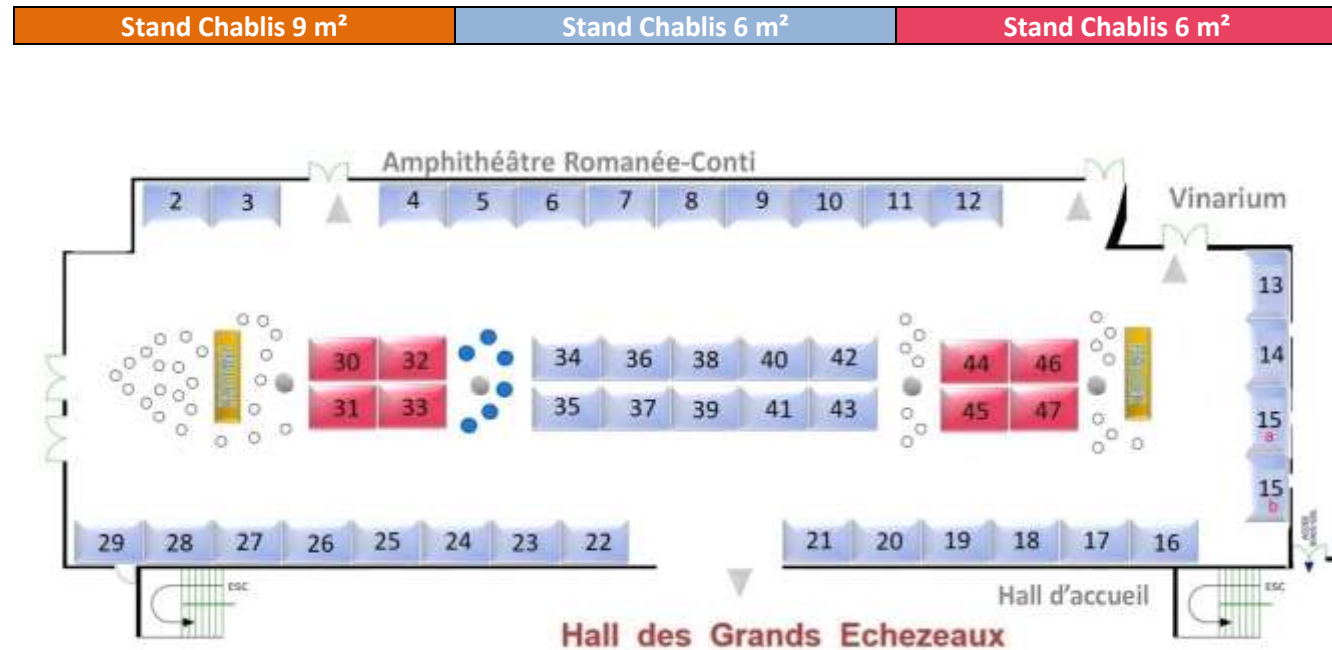 Stand Chablis 9 m² Stand Chablis 6 m² Stand Chablis 6 m²
Amphithéâtre Romanée-Conti
Vinarium
2 3 4 5 6 7 8 9 10 11 12
13
14
15
a
15
b
30 32 34 36 38 40 42 44 46
31 33 35 37 39 41 43 45 47
29 28 27 26 25 24 23 22 21 20 19 18 17 16
ESC
ESC
Hall d'accueil
Hall des Grands Echezeaux